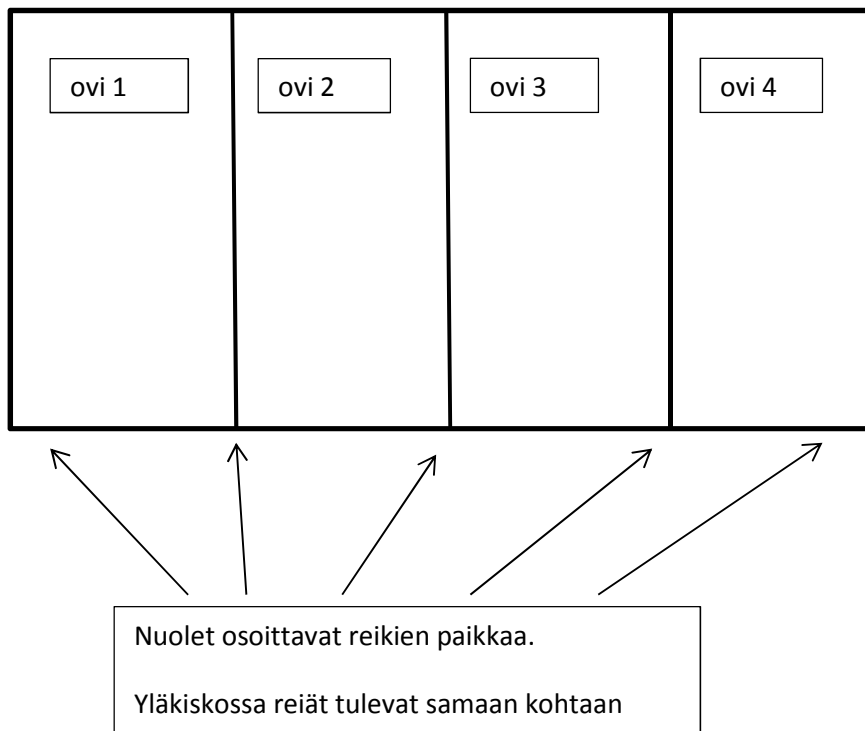 ovi 1
ovi 2
ovi 3
ovi 4
Nuolet osoittavat reikien paikkaa.
Yläkiskossa reiät tulevat samaan kohtaan